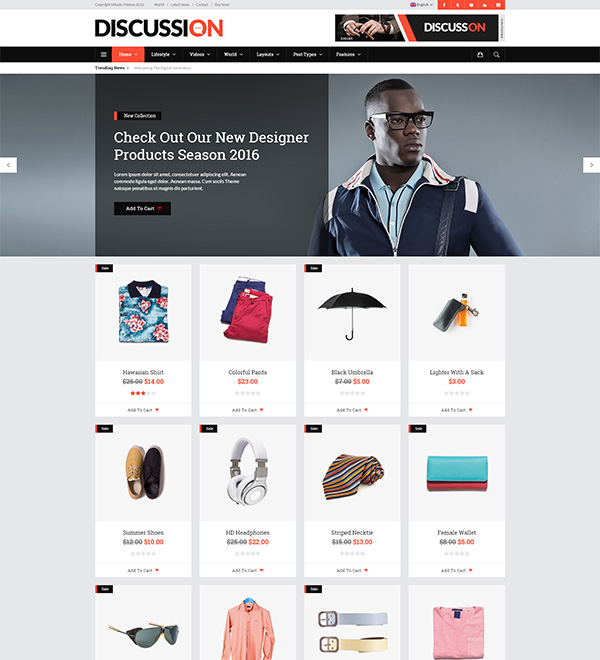 Copyright Mikado Themes 2016
World / Latest News / Contact / Buy Now!
English
DISCUSSION
DISCUSSON
Home
Lifestyle
Videos
World
Layouts
Post Types
Features
Trending News
Welcoming The Digital Generation
New Collection
Check Out Our New Designer
Products Season 2016
Lorem ipsum dolor sit amet, consectetuer adipiscing elit. Aenean
commodo ligula eget dolor. Aenean massa. Cum sociis Theme
natoque penatibus et magnis dis parturient.
Add To Cart
Sale
Sale
Hawaiian Shirt
$25.00 $14.00
Add To Cart
Colorful Pants
$23.00
Add To Cart
Black Umbrella
$7.00 $5.00
Add To Cart
Lighter With A Sack
$3.00
Add To Cart
Sale
Sale
Sale
Summer Shoes
$12.00 $10.00
Add To Cart
HD Headphones
$25.00 $22.00
Add To Cart
Striped Necktie
$15.00 $13.00
Add To Cart
Female Wallet
$8.00 $5.00
Add To Cart
Sale
Sale